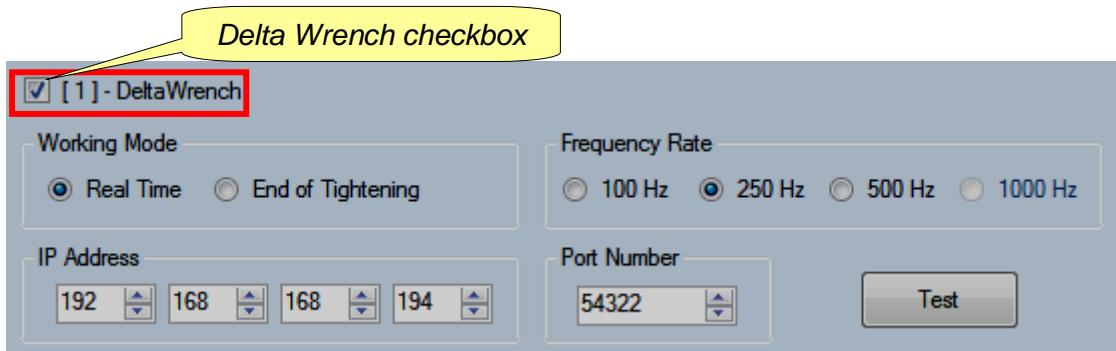 Delta Wrench checkbox
[ 1 ] - DeltaWrench
Working Mode
Real Time End of Tightening
Frequency Rate
100 Hz 250 Hz 500 Hz 1000 Hz
IP Address
192 168 168 194
Port Number
54322
Test